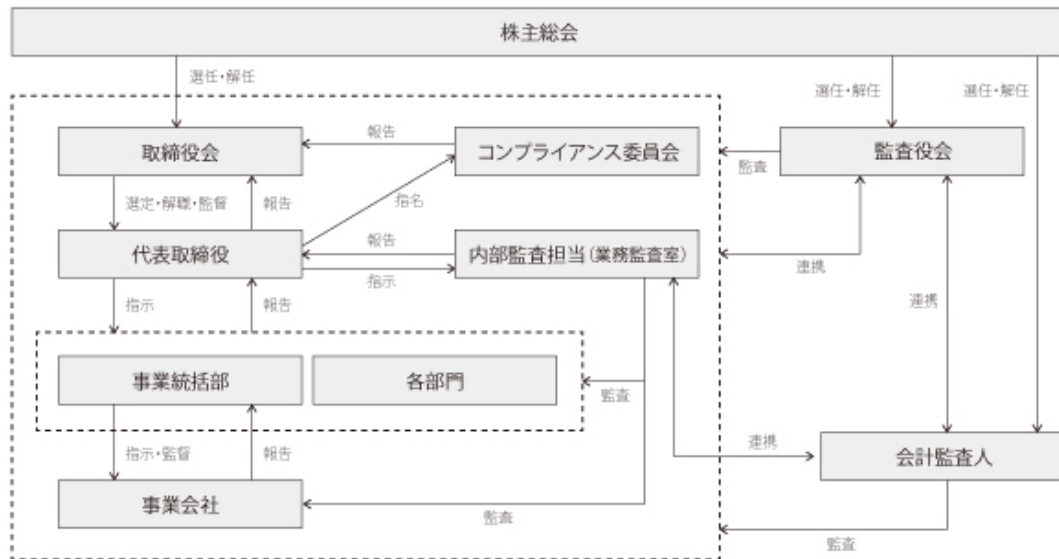 株主総会
選任・解任
選任・解任
選任・解任
取締役会
報告
コンプライアンス委員会
監査
監査役会
選定・解職・監督
報告
指名
代表取締役
報告
指示
内部監査担当(業務監査室)
連携
指示
報告
連携
事業統括部
各部門
監査
指示・監督
報告
連携
会計監査人
事業会社
監査
監査